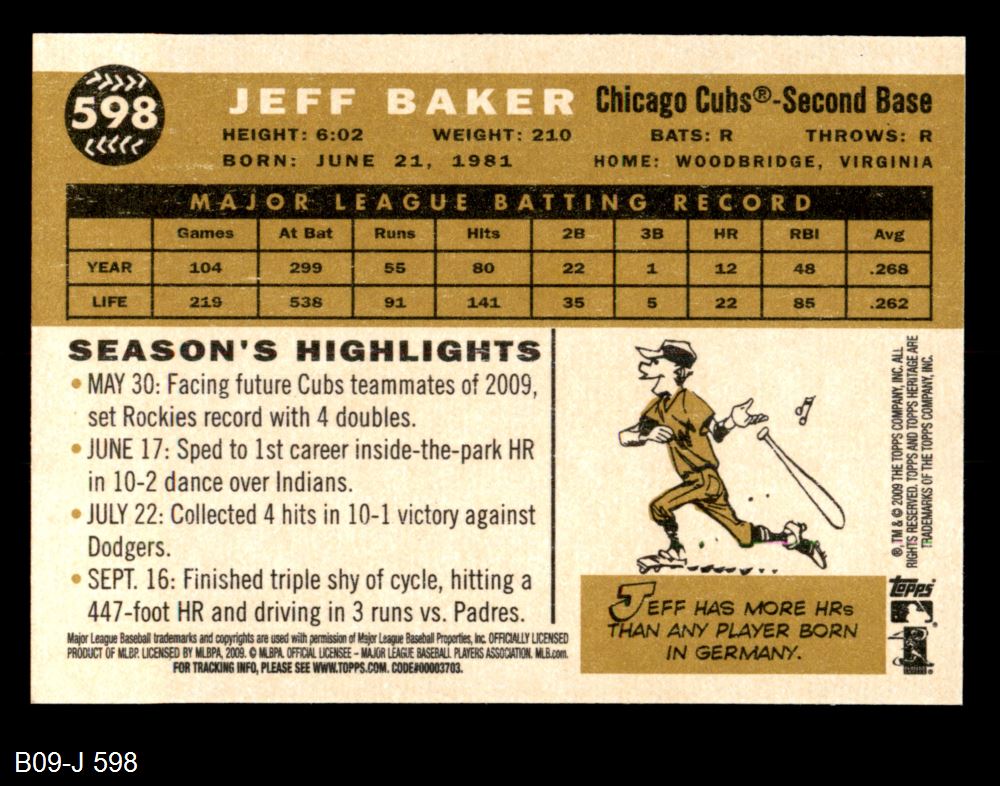 598
JEFF BAKER Chicago Cubs®-Second Base
HEIGHT: 6:02 WEIGHT: 210 BATS: R THROWS: R
BORN: JUNE 21, 1981 HOME: WOODBRIDGE, VIRGINIA
MAJOR LEAGUE BATTING RECORD
Games At Bat Runs Hits 2B 3B HR RBI Avg
YEAR 104 299 55 80 22 1 12 48 .268
LIFE 219 538 91 141 35 5 22 85 .262
SEASON'S HIGHLIGHTS
• MAY 30: Facing future Cubs teammates of 2009,
set Rockies record with 4 doubles.
• JUNE 17: Sped to 1st career inside-the-park HR
in 10-2 dance over Indians.
• JULY 22: Collected 4 hits in 10-1 victory against
Dodgers.
• SEPT. 16: Finished triple shy of cycle, hitting a
447-foot HR and driving in 3 runs vs. Padres.
Major League Baseball trademarks and copyrights are used with permission of Major League Baseball Properties, Inc. OFFICIALLY LICENSED
PRODUCT OF MLBP. LICENSED BY MLBPA, 2009. © MLBPA. OFFICIAL LICENSEE – MAJOR LEAGUE BASEBALL PLAYERS ASSOCIATION. MLB.com.
FOR TRACKING INFO, PLEASE SEE WWW.TOPPS.COM. CODE#00003703.
JEFF HAS MORE HRs
THAN ANY PLAYER BORN
IN GERMANY.
®, TM & © 2009 THE TOPPS COMPANY, INC. ALL
RIGHTS RESERVED. TOPPS AND TOPPS HERITAGE ARE
TRADEMARKS OF THE TOPPS COMPANY, INC.
topps
B09-J 598